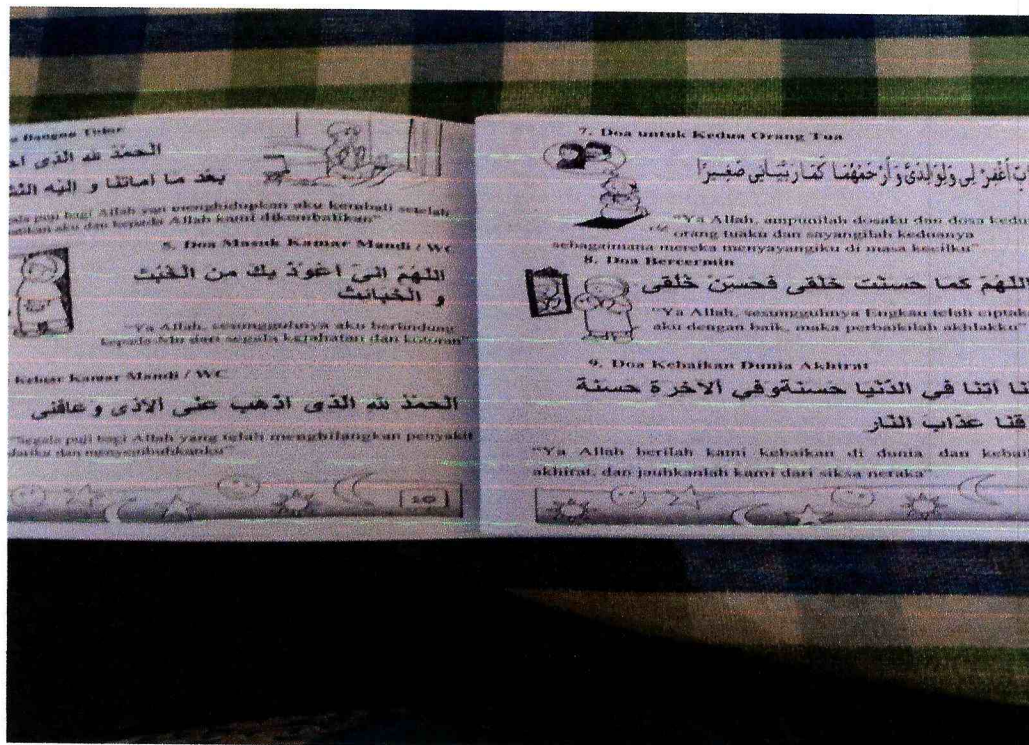 Bangun Tidur
الحمد لله الذى
بعد ما اماتنا و اليه
puji bagi Allah yang menghidupkan aku kembali setelah
aku dan kepada Allah kami dikembalikan"
5. Doa Masuk Kamar Mandi / WC
اللهم انى اعوذ بك من الخبث
و الخبائث
"Ya Allah, sesungguhnya aku berlindung
kepada-Mu dari segala kejahatan dan kotoran"
Keluar Kamar Mandi / WC
الحمد لله الذى اذهب عنى الاذى و عافنى
"Segala puji bagi Allah yang telah menghilangkan penyakit
dan menyembuhkanku"
7. Doa untuk Kedua Orang Tua
اغفر لى ولوالدى وارحمهما كما ربيانى صغيرا
"Ya Allah, ampunilah dosaku dan dosa
orang tuaku dan sayangilah keduanya
sebagaimana mereka menyayangiku di masa kecilku"
8. Doa Bercermin
اللهم كما حسنت خلقى فحسن خلقى
"Ya Allah, sesungguhnya Engkau telah
aku dengan baik, maka perbaikilah akhlakku"
9. Doa Kebaikan Dunia Akhirat
اتنا فى الدنيا حسنةوفي الاخرة حسنة
قنا عذاب النار
"Ya Allah berilah kami kebaikan di dunia dan
akhirat, dan jauhkanlah kami dari siksa neraka"